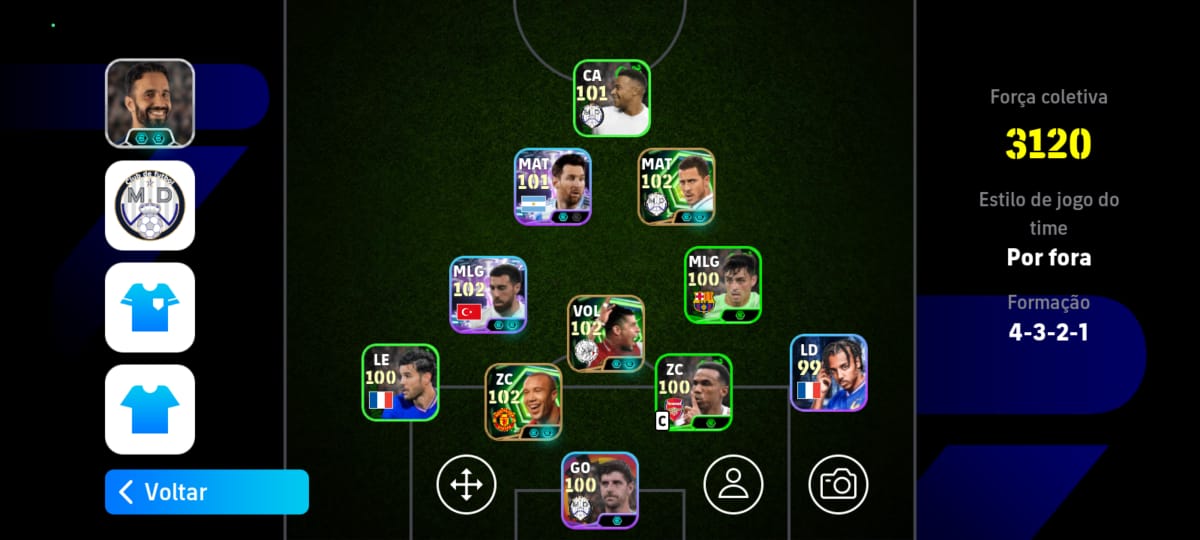 Club de fútbol
M D
Voltar
CA
101
MAT
101
MAT
102
MLG
102
MLG
100
VOL
102
LE
100
ZC
102
ZC
100
C
LD
99
GO
100
Força coletiva
3120
Estilo de jogo do
time
Por fora
Formação
4-3-2-1